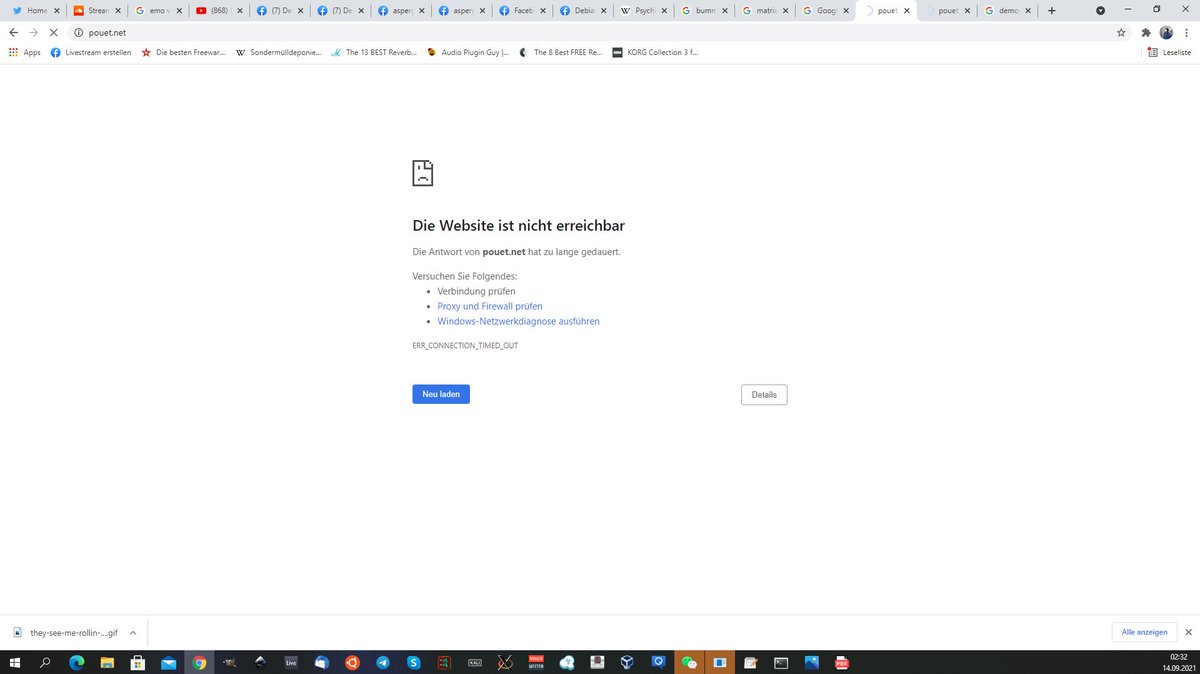 Home
Stream
emo v
(868)
(7) De
(7) De
asperg
asperg
Faceb
Debia
Psych
bumm
matrix
Googl
pouet
pouet
demo
pouet.net
Apps
Livestream erstellen
Die besten Freewar...
Sondermülldeponie...
The 13 BEST Reverb...
Audio Plugin Guy |...
The 8 Best FREE Re...
KORG Collection 3 f...
Leseliste
Die Website ist nicht erreichbar
Die Antwort von pouet.net hat zu lange gedauert.
Versuchen Sie Folgendes:
Verbindung prüfen
Proxy und Firewall prüfen
Windows-Netzwerkdiagnose ausführen
ERR_CONNECTION_TIMED_OUT
Neu laden
Details
they-see-me-rollin-....gif
Alle anzeigen
Live
KALI
PDF
02:32
14.09.2021